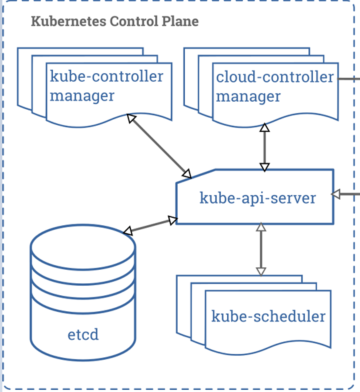 Kubernetes Control Plane
kube-controller
manager
cloud-controller
manager
kube-api-server
etcd
kube-scheduler